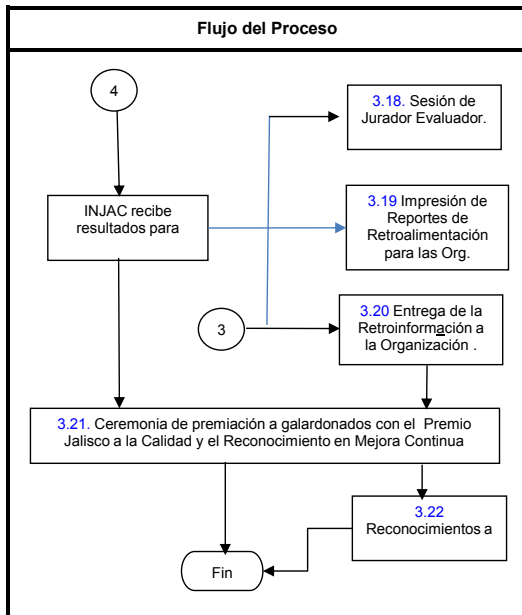 Flujo del Proceso
4
3.18. Sesión de
Jurador Evaluador.
INJAC recibe
resultados para
3.19 Impresión de
Reportes de
Retroalimentación
para las Org.
3
3.20 Entrega de la
Retroinformación a
la Organización .
3.21. Ceremonia de premiación a galardonados con el Premio
Jalisco a la Calidad y el Reconocimiento en Mejora Continua
3.22
Reconocimientos a
Fin